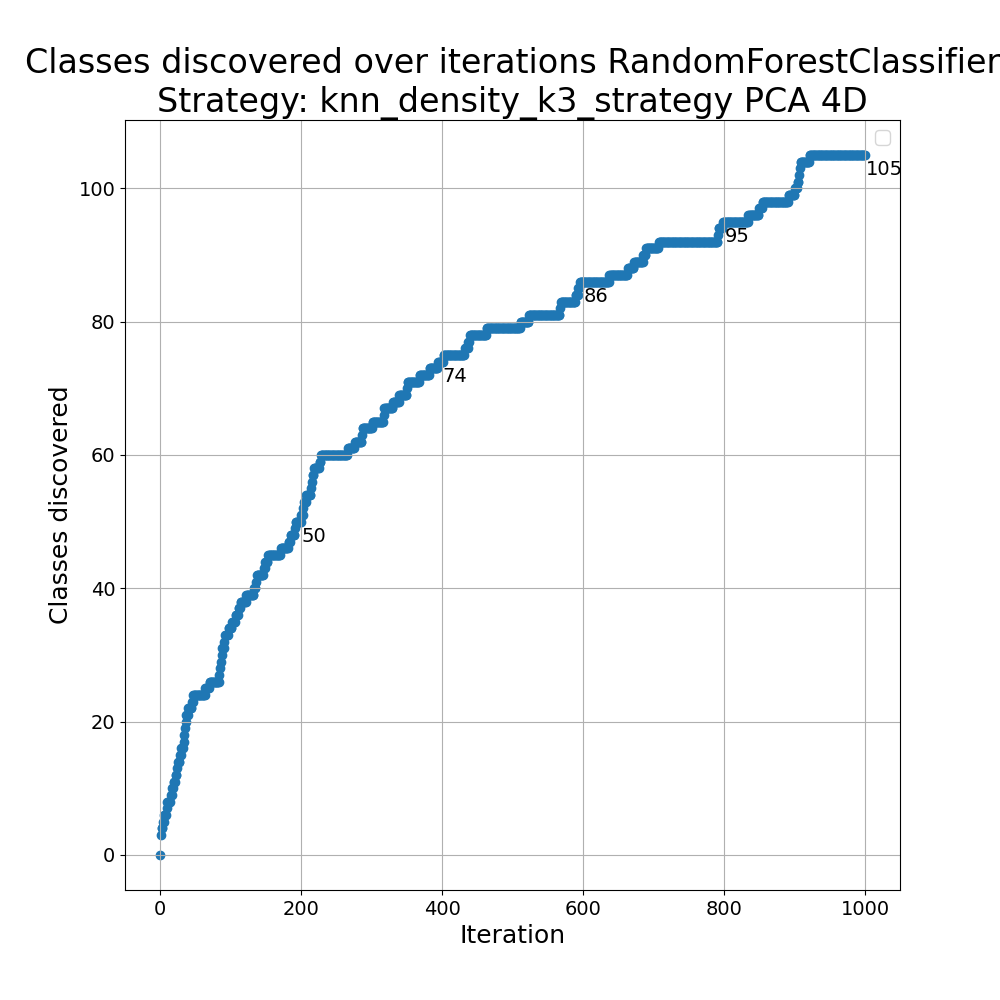 Classes discovered over iterations RandomForestClassifier
Strategy: knn_density_k3_strategy PCA 4D
Classes discovered
100
80
60
40
20
0
105
95
86
74
50
0 200 400 600 800 1000
Iteration